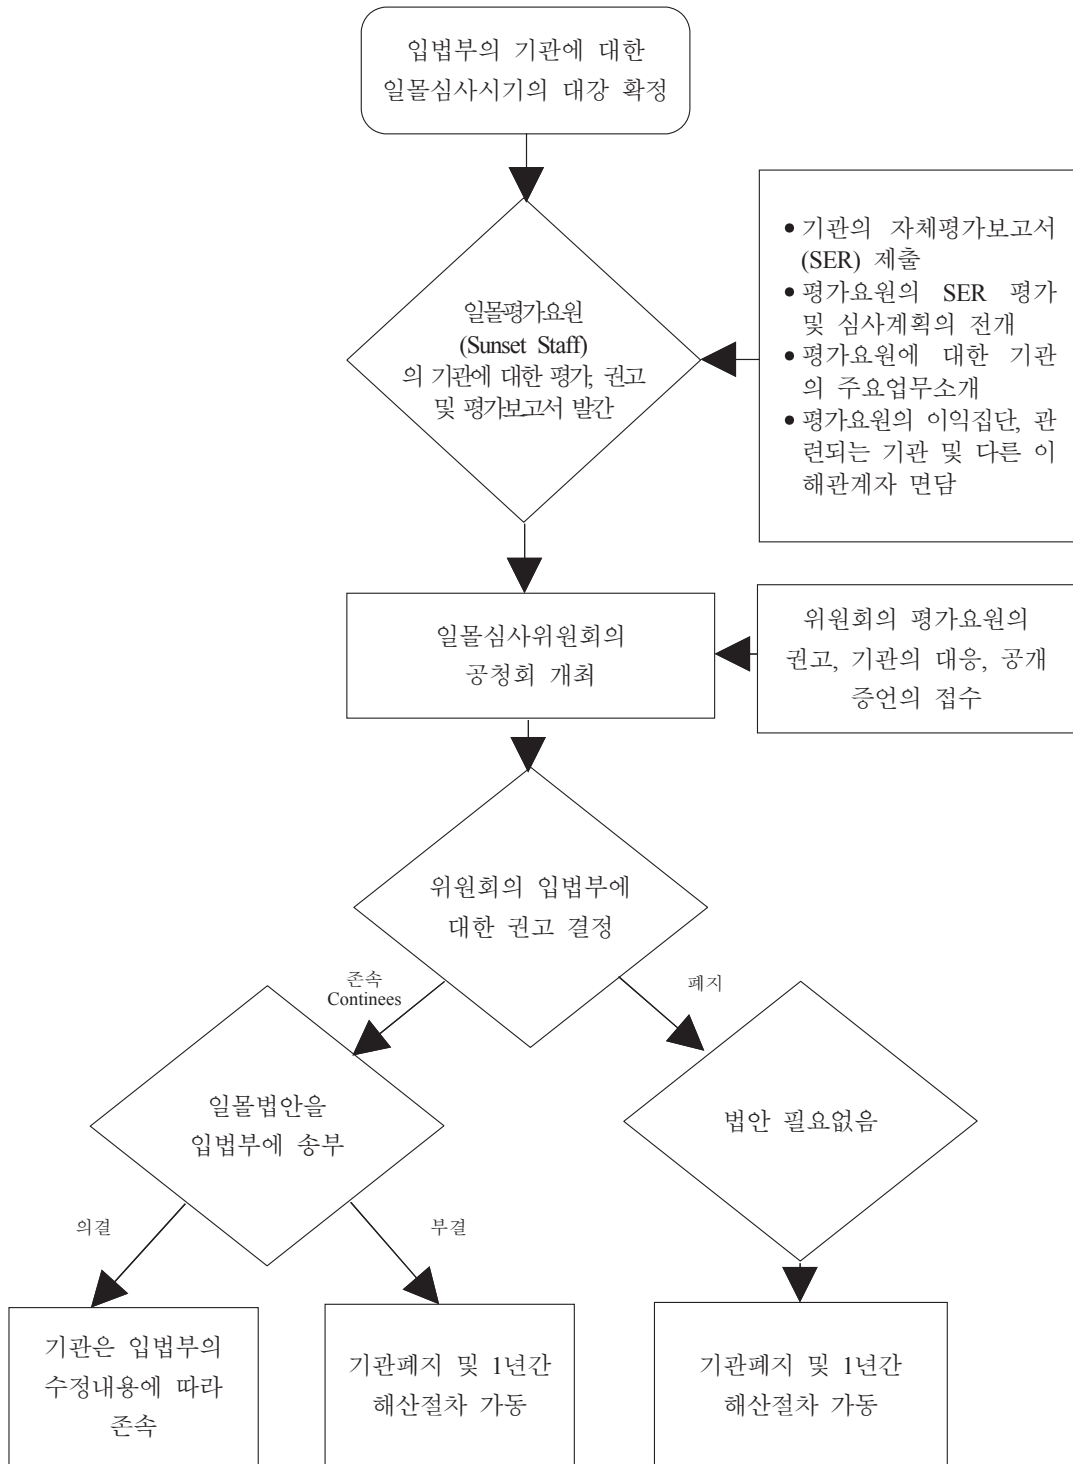 입법부의 기관에 대한
일몰심사시기의 대강 확정
일몰평가요원
(Sunset Staff)
의 기관에 대한 평가, 권고
및 평가보고서 발간
• 기관의 자체평가보고서
(SER) 제출
• 평가요원의 SER 평가
및 심사계획의 전개
• 평가요원에 대한 기관
의 주요업무소개
• 평가요원의 이익집단, 관
련되는 기관 및 다른 이
해관계자 면담
일몰심사위원회의
공청회 개최
위원회의 평가요원의
권고, 기관의 대응, 공개
증언의 접수
위원회의 입법부에
대한 권고 결정
존속
Continees
폐지
일몰법안을
입법부에 송부
법안 필요없음
의결
부결
기관은 입법부의
수정내용에 따라
존속
기관폐지 및 1년간
해산절차 가동
기관폐지 및 1년간
해산절차 가동